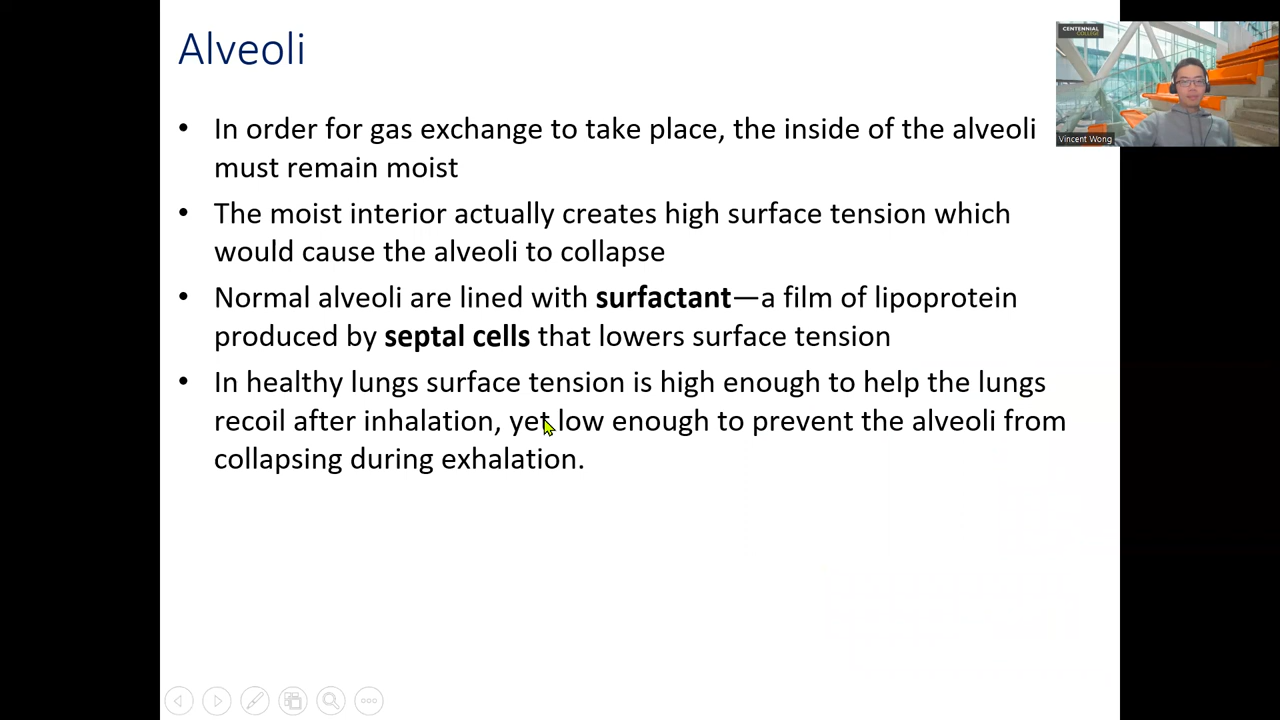 Alveoli
CENTENNIAL
COLLEGE
Vincent Wong
• In order for gas exchange to take place, the inside of the alveoli
must remain moist
• The moist interior actually creates high surface tension which
would cause the alveoli to collapse
• Normal alveoli are lined with surfactant—a film of lipoprotein
produced by septal cells that lowers surface tension
• In healthy lungs surface tension is high enough to help the lungs
recoil after inhalation, yet low enough to prevent the alveoli from
collapsing during exhalation.